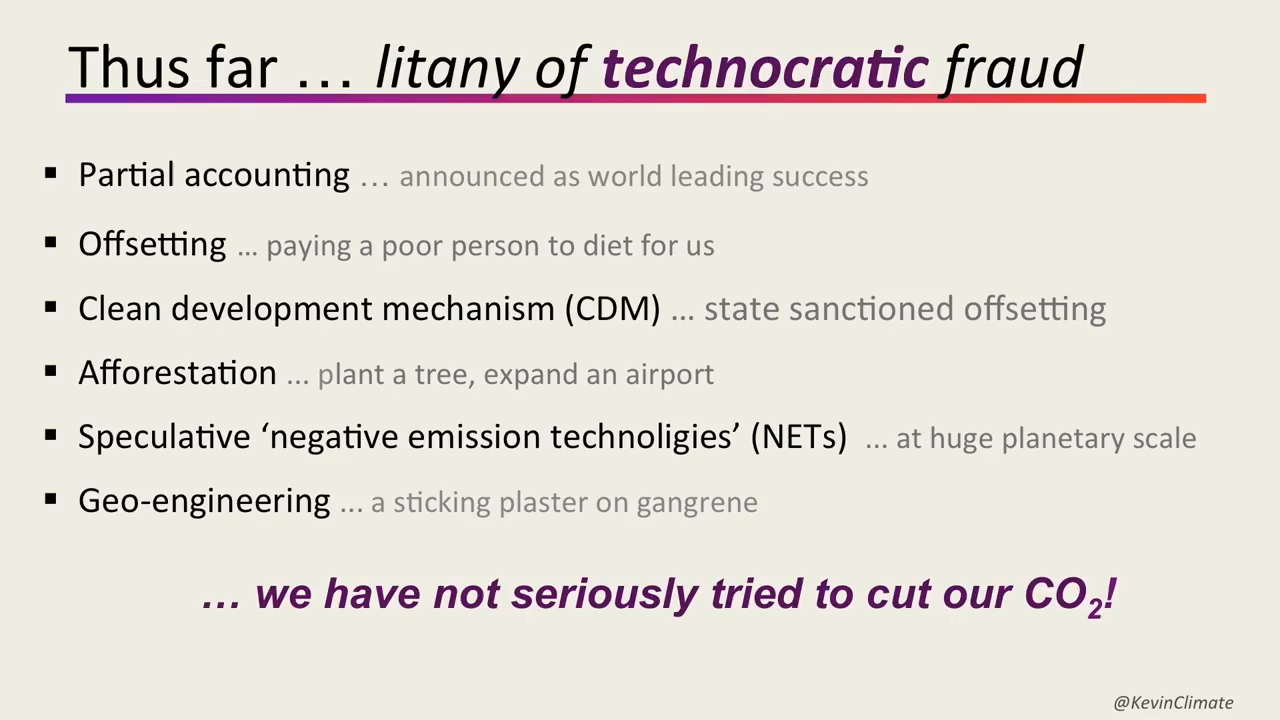 Thus far … litany of technocratic fraud
▪ Partial accounting … announced as world leading success
▪ Offsetting ... paying a poor person to diet for us
▪ Clean development mechanism (CDM) ... state sanctioned offsetting
▪ Afforestation ... plant a tree, expand an airport
▪ Speculative ‘negative emission technoligies’ (NETs) ... at huge planetary scale
▪ Geo-engineering ... a sticking plaster on gangrene
… we have not seriously tried to cut our CO₂!
@KevinClimate